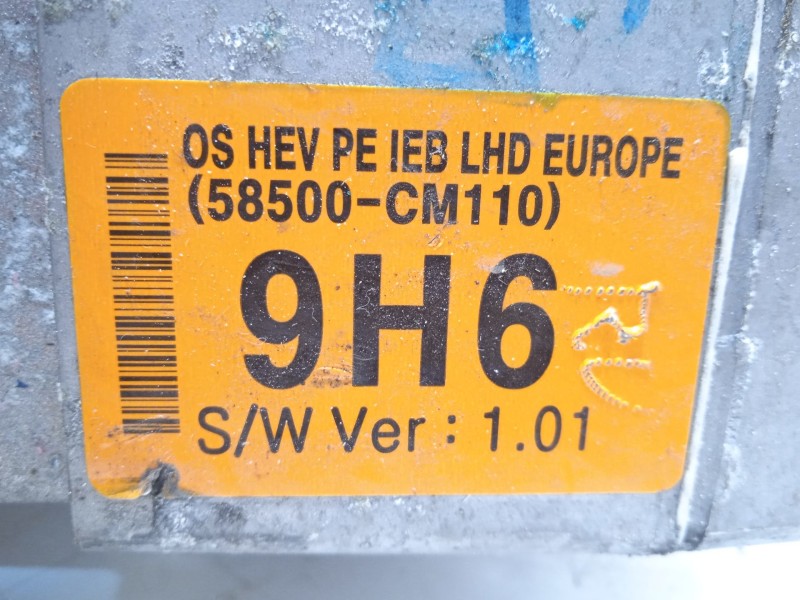 OS HEV PE IEB LHD EUROPE
(58500-CM110)
9H6
S/W Ver : 1.01